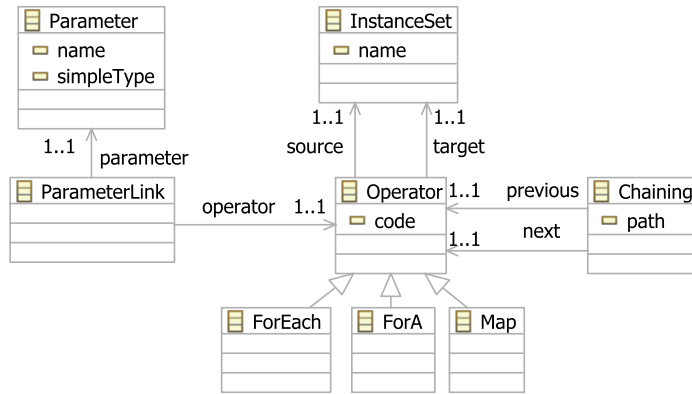 Parameter
name
simpleType
InstanceSet
name
1..1
parameter
1..1
1..1
source
target
ParameterLink
operator
1..1
Operator
code
1..1
previous
1..1
next
Chaining
path
ForEach
ForA
Map